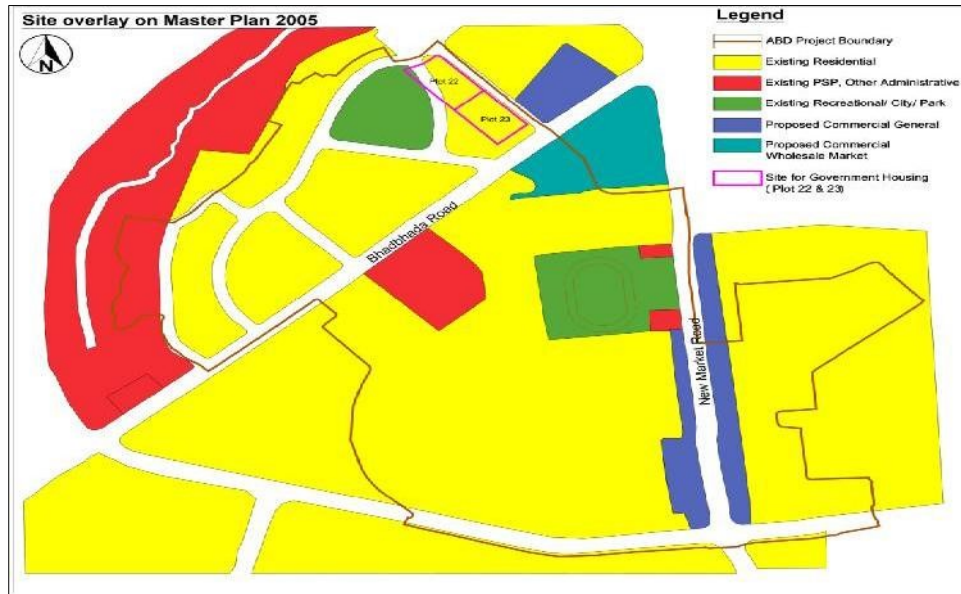 Site overlay on Master Plan 2005
N
Legend
ABD Project Boundary
Existing Residential
Existing PSP, Other Administrative
Existing Recreational/ City/ Park
Proposed Commercial General
Proposed Commercial
Wholesale Market
Site for Government Housing
( Plot 22 & 23)
Plot 22
Plot 23
Bhadbhada Road
New Market Road